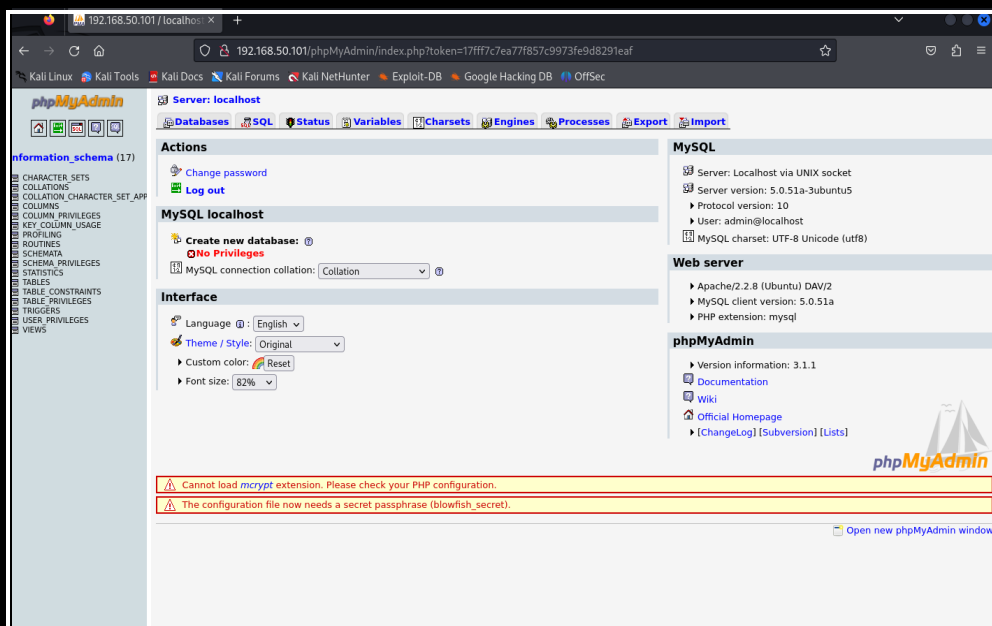 192.168.50.101 / localhost
192.168.50.101/phpMyAdmin/index.php?token=17fff7c7ea77f857c9973fe9d8291eaf
Kali Linux Kali Tools Kali Docs Kali Forums Kali NetHunter Exploit-DB Google Hacking DB OffSec
phpMyAdmin
nformation_schema (17)
CHARACTER_SETS
COLLATIONS
COLLATION_CHARACTER_SET_APP
COLUMNS
COLUMN_PRIVILEGES
KEY_COLUMN_USAGE
PROFILING
ROUTINES
SCHEMATA
SCHEMA_PRIVILEGES
STATISTICS
TABLES
TABLE_CONSTRAINTS
TABLE_PRIVILEGES
TRIGGERS
USER_PRIVILEGES
VIEWS
Server: localhost
Databases SQL Status Variables Charsets Engines Processes Export Import
Actions
Change password
Log out
MySQL localhost
Create new database:
No Privileges
MySQL connection collation: Collation
Interface
Language : English
Theme / Style: Original
Custom color: Reset
Font size: 82%
MySQL
Server: Localhost via UNIX socket
Server version: 5.0.51a-3ubuntu5
Protocol version: 10
User: admin@localhost
MySQL charset: UTF-8 Unicode (utf8)
Web server
Apache/2.2.8 (Ubuntu) DAV/2
MySQL client version: 5.0.51a
PHP extension: mysql
phpMyAdmin
Version information: 3.1.1
Documentation
Wiki
Official Homepage
[ChangeLog] [Subversion] [Lists]
phpMyAdmin
Cannot load mcrypt extension. Please check your PHP configuration.
The configuration file now needs a secret passphrase (blowfish_secret).
Open new phpMyAdmin window